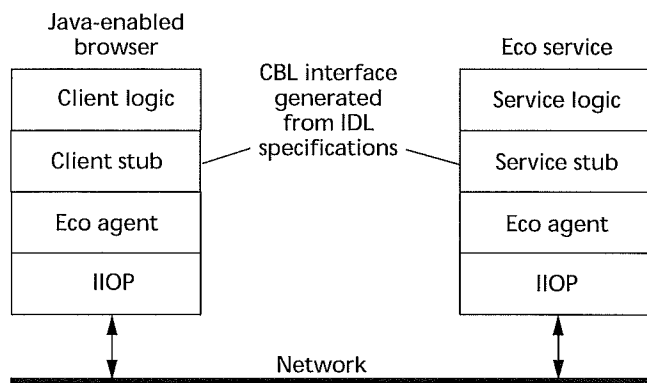 Java-enabled
browser
Client logic
Client stub
Eco agent
IIOP
CBL interface
generated
from IDL
specifications
Eco service
Service logic
Service stub
Eco agent
IIOP
Network